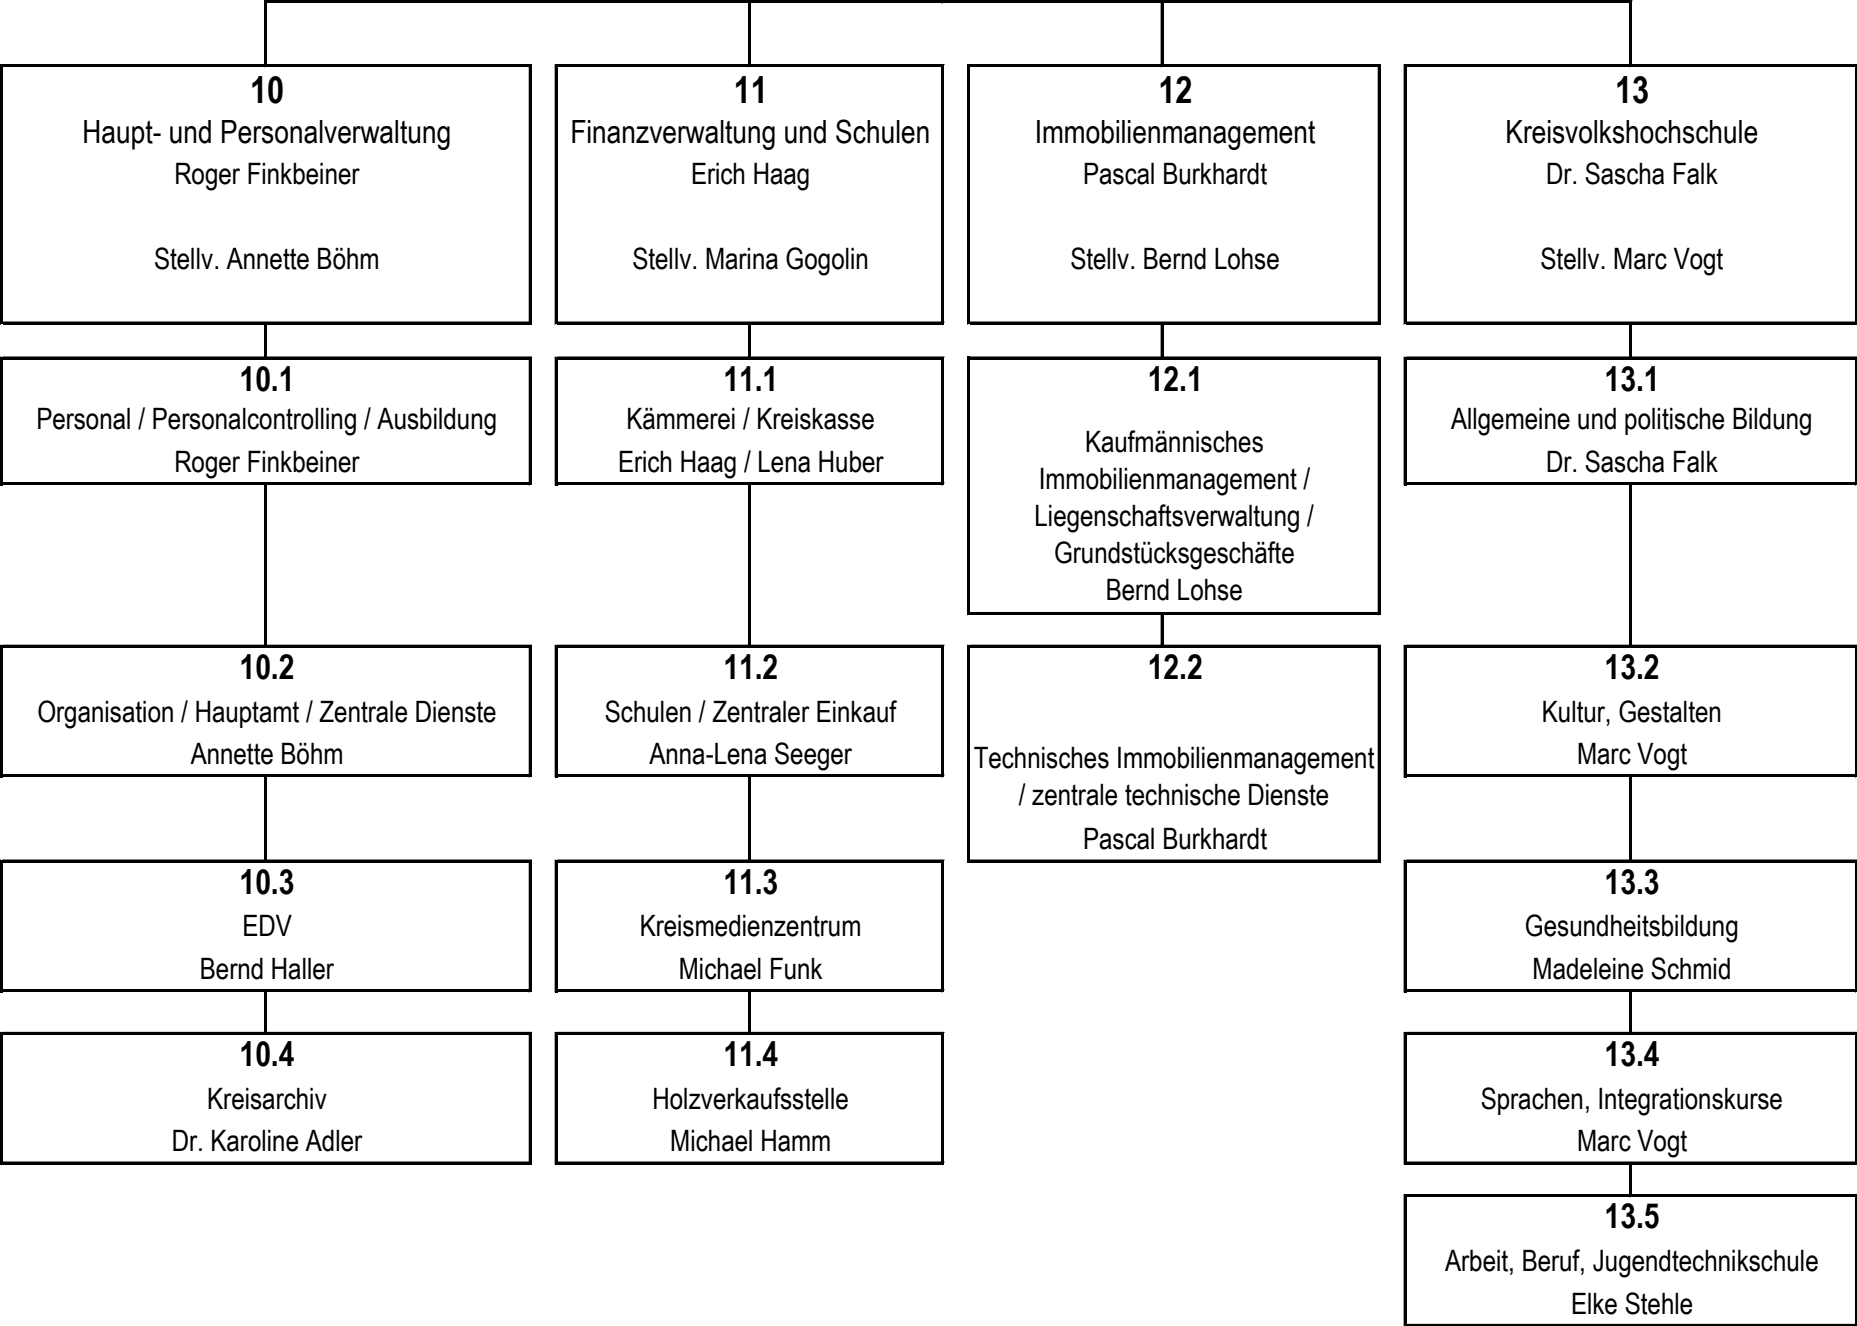 10
Haupt- und Personalverwaltung
Roger Finkbeiner
Stellv. Annette Böhm
11
Finanzverwaltung und Schulen
Erich Haag
Stellv. Marina Gogolin
12
Immobilienmanagement
Pascal Burkhardt
Stellv. Bernd Lohse
13
Kreisvolkshochschule
Dr. Sascha Falk
Stellv. Marc Vogt
10.1
Personal / Personalcontrolling / Ausbildung
Roger Finkbeiner
11.1
Kämmerei / Kreiskasse
Erich Haag / Lena Huber
12.1
Kaufmännisches
Immobilienmanagement /
Liegenschaftsverwaltung /
Grundstücksgeschäfte
Bernd Lohse
13.1
Allgemeine und politische Bildung
Dr. Sascha Falk
10.2
Organisation / Hauptamt / Zentrale Dienste
Annette Böhm
11.2
Schulen / Zentraler Einkauf
Anna-Lena Seeger
12.2
Technisches Immobilienmanagement
/ zentrale technische Dienste
Pascal Burkhardt
13.2
Kultur, Gestalten
Marc Vogt
10.3
EDV
Bernd Haller
11.3
Kreismedienzentrum
Michael Funk
13.3
Gesundheitsbildung
Madeleine Schmid
10.4
Kreisarchiv
Dr. Karoline Adler
11.4
Holzverkaufsstelle
Michael Hamm
13.4
Sprachen, Integrationskurse
Marc Vogt
13.5
Arbeit, Beruf, Jugendtechnikschule
Elke Stehle